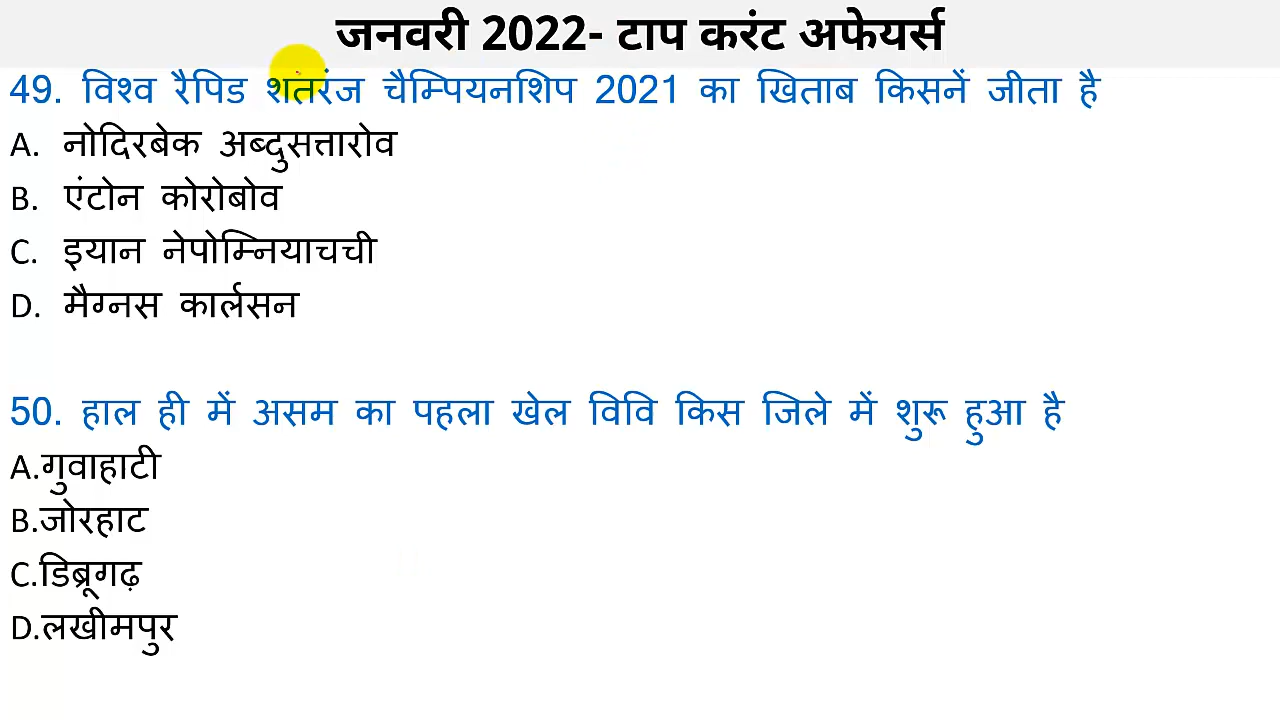 जनवरी 2022- टाप करंट अफेयर्स
49. विश्व रैपिड शतरंज चैम्पियनशिप 2021 का खिताब किसनें जीता है
A. नोदिरबेक अब्दुसत्तारोव
B. एंटोन कोरोबोव
C. इयान नेपोम्नियाचची
D. मैग्नस कार्लसन
50. हाल ही में असम का पहला खेल विवि किस जिले में शुरू हुआ है
A.गुवाहाटी
B.जोरहाट
C.डिब्रूगढ़
D.लखीमपुर